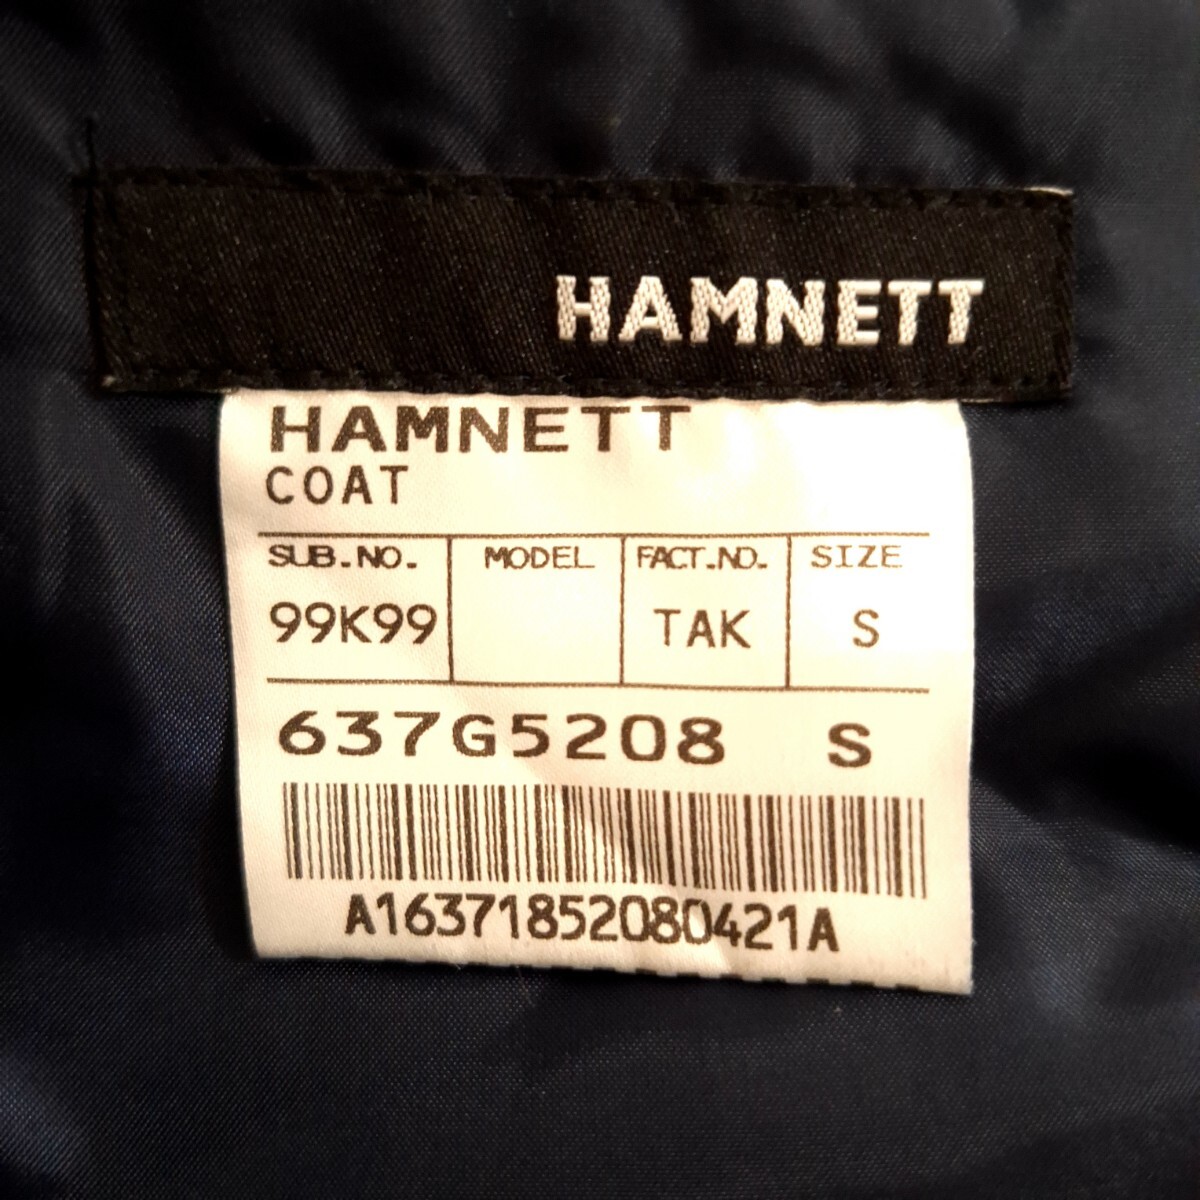 HAMNETT
HAMNETT
COAT
SUB.NO. MODEL FACT.NO. SIZE
99K99 TAK S
637G5208 S
A16371852080421A